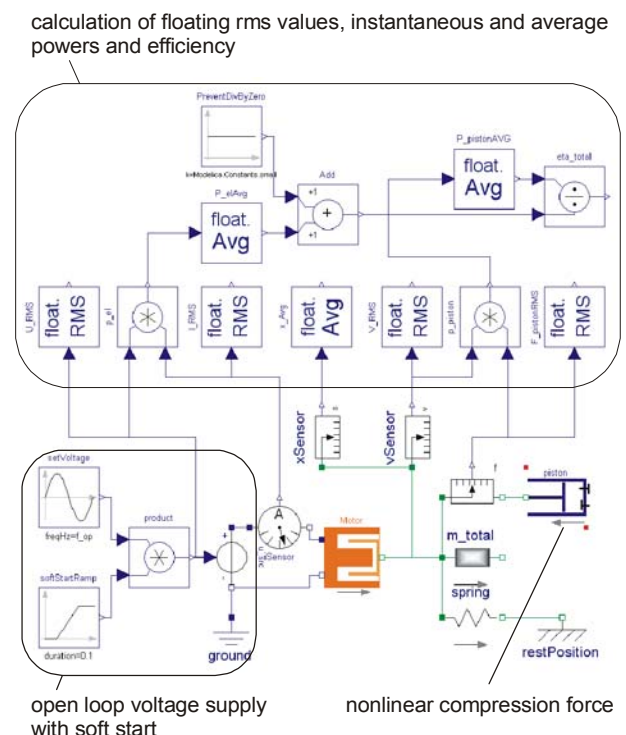 calculation of floating rms values, instantaneous and average
powers and efficiency
PreventDivByZero
k=Modelica.Constants.small
P_pistonAVG
float.
Avg
eta_total
Add
+1
+
+1
P_elAvg
float.
Avg
U_RMS
float.
RMS
p_el
I_RMS
float.
RMS
x_Avg
float.
Avg
V_RMS
float.
RMS
p_piston
F_pistonRMS
float.
RMS
xSensor
s
vSensor
v
setVoltage
freqHz=f_op
product
softStartRamp
duration=0.1
+
-
A
ground
Motor
f
piston
m_total
spring
restPosition
open loop voltage supply
with soft start
nonlinear compression force